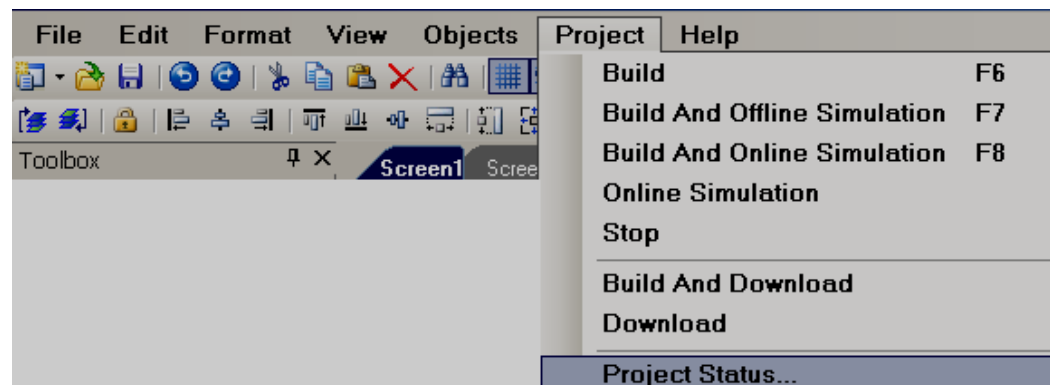 File Edit Format View Objects Project Help
Build F6
Build And Offline Simulation F7
Build And Online Simulation F8
Toolbox
Screen1 Scree
Online Simulation
Stop
Build And Download
Download
Project Status...